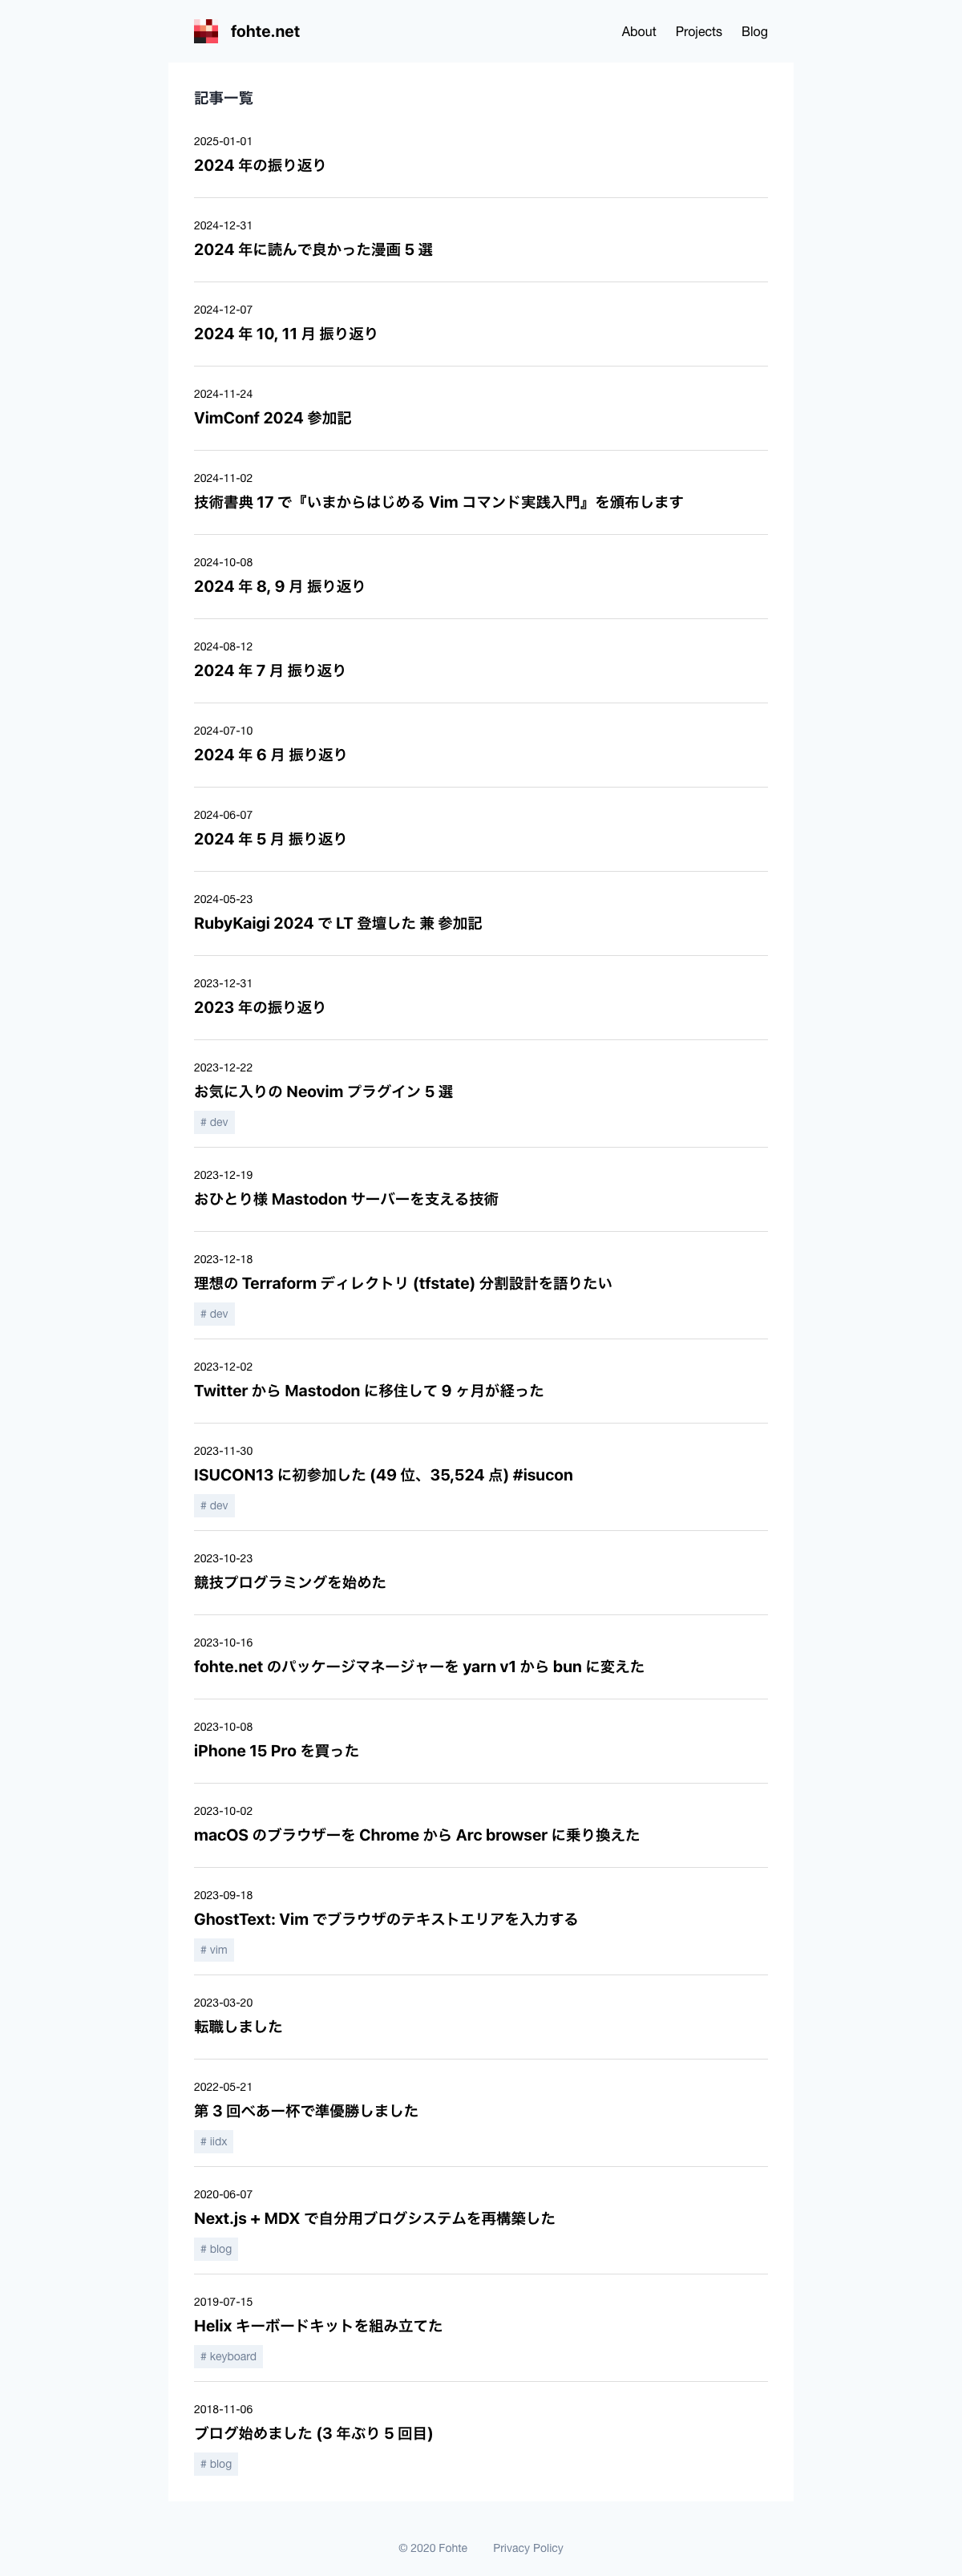 fohte.net
About Projects Blog
記事一覧
2025-01-01
2024 年の振り返り
2024-12-31
2024 年に読んで良かった漫画 5 選
2024-12-07
2024 年 10, 11 月 振り返り
2024-11-24
VimConf 2024 参加記
2024-11-02
技術書典 17 で『いまからはじめる Vim コマンド実践入門』を頒布します
2024-10-08
2024 年 8, 9 月 振り返り
2024-08-12
2024 年 7 月 振り返り
2024-07-10
2024 年 6 月 振り返り
2024-06-07
2024 年 5 月 振り返り
2024-05-23
RubyKaigi 2024 で LT 登壇した 兼 参加記
2023-12-31
2023 年の振り返り
2023-12-22
お気に入りの Neovim プラグイン 5 選
# dev
2023-12-19
おひとり様 Mastodon サーバーを支える技術
2023-12-18
理想の Terraform ディレクトリ (tfstate) 分割設計を語りたい
# dev
2023-12-02
Twitter から Mastodon に移住して 9 ヶ月が経った
2023-11-30
ISUCON13 に初参加した (49 位、35,524 点) #isucon
# dev
2023-10-23
競技プログラミングを始めた
2023-10-16
fohte.net のパッケージマネージャーを yarn v1 から bun に変えた
2023-10-08
iPhone 15 Pro を買った
2023-10-02
macOS のブラウザーを Chrome から Arc browser に乗り換えた
2023-09-18
GhostText: Vim でブラウザのテキストエリアを入力する
# vim
2023-03-20
転職しました
2022-05-21
第 3 回べあー杯で準優勝しました
# iidx
2020-06-07
Next.js + MDX で自分用ブログシステムを再構築した
# blog
2019-07-15
Helix キーボードキットを組み立てた
# keyboard
2018-11-06
ブログ始めました (3 年ぶり 5 回目)
# blog
© 2020 Fohte Privacy Policy